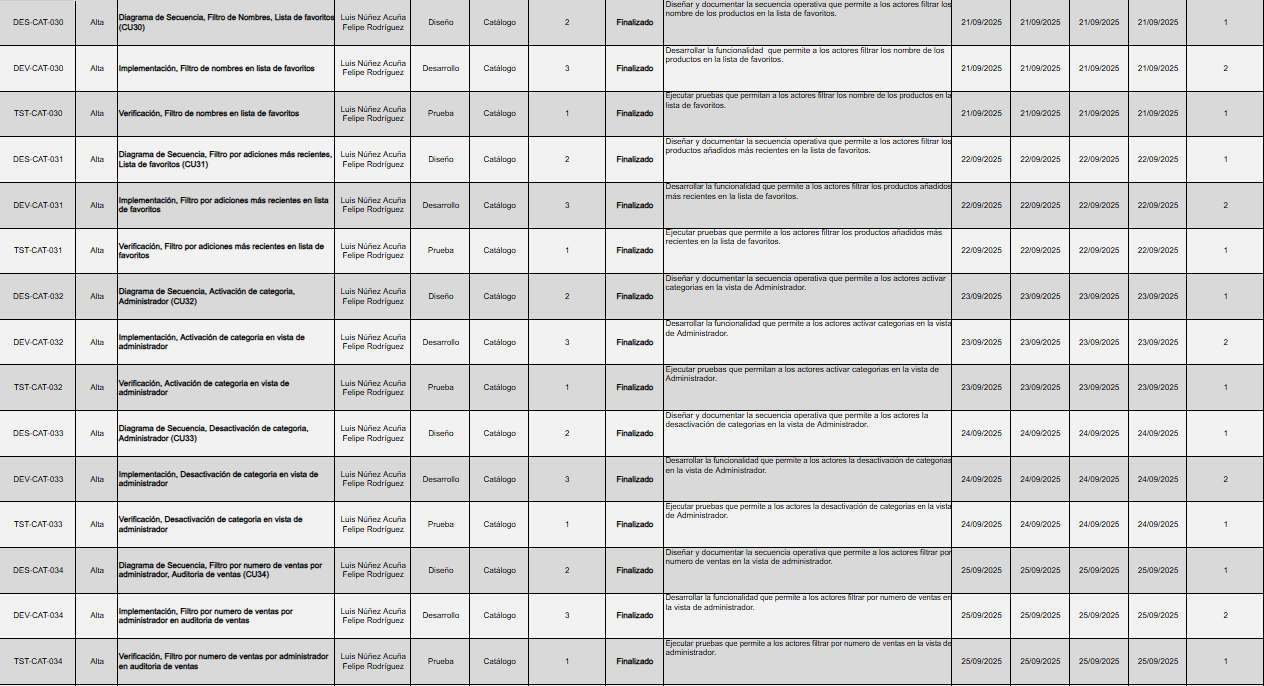 DES-CAT-030 Alta Diagrama de Secuencia, Filtro de Nombres, Lista de favoritos (CU30) Luis Núñez Acuña Felipe Rodríguez Diseño Catálogo 2 Finalizado Diseñar y documentar la secuencia operativa que permite a los actores filtrar los nombre de los productos en la lista de favoritos. 21/09/2025 21/09/2025 21/09/2025 21/09/2025 1
DEV-CAT-030 Alta Implementación, Filtro de nombres en lista de favoritos Luis Núñez Acuña Felipe Rodríguez Desarrollo Catálogo 3 Finalizado Desarrollar la funcionalidad que permite a los actores filtrar los nombre de los productos en la lista de favoritos. 21/09/2025 21/09/2025 21/09/2025 21/09/2025 2
TST-CAT-030 Alta Verificación, Filtro de nombres en lista de favoritos Luis Núñez Acuña Felipe Rodríguez Prueba Catálogo 1 Finalizado Ejecutar pruebas que permitan a los actores filtrar los nombre de los productos en la lista de favoritos. 21/09/2025 21/09/2025 21/09/2025 21/09/2025 1
DES-CAT-031 Alta Diagrama de Secuencia, Filtro por adiciones más recientes, Lista de favoritos (CU31) Luis Núñez Acuña Felipe Rodríguez Diseño Catálogo 2 Finalizado Diseñar y documentar la secuencia operativa que permite a los actores filtrar los productos añadidos más recientes en la lista de favoritos. 22/09/2025 22/09/2025 22/09/2025 22/09/2025 1
DEV-CAT-031 Alta Implementación, Filtro por adiciones más recientes en lista de favoritos Luis Núñez Acuña Felipe Rodríguez Desarrollo Catálogo 3 Finalizado Desarrollar la funcionalidad que permite a los actores filtrar los productos añadidos más recientes en la lista de favoritos. 22/09/2025 22/09/2025 22/09/2025 22/09/2025 2
TST-CAT-031 Alta Verificación, Filtro por adiciones más recientes en lista de favoritos Luis Núñez Acuña Felipe Rodríguez Prueba Catálogo 1 Finalizado Ejecutar pruebas que permite a los actores filtrar los productos añadidos más recientes en la lista de favoritos. 22/09/2025 22/09/2025 22/09/2025 22/09/2025 1
DES-CAT-032 Alta Diagrama de Secuencia, Activación de categoria, Administrador (CU32) Luis Núñez Acuña Felipe Rodríguez Diseño Catálogo 2 Finalizado Diseñar y documentar la secuencia operativa que permite a los actores activar categorias en la vista de Administrador. 23/09/2025 23/09/2025 23/09/2025 23/09/2025 1
DEV-CAT-032 Alta Implementación, Activación de categoria en vista de administrador Luis Núñez Acuña Felipe Rodríguez Desarrollo Catálogo 3 Finalizado Desarrollar la funcionalidad que permite a los actores activar categorias en la vista de Administrador. 23/09/2025 23/09/2025 23/09/2025 23/09/2025 2
TST-CAT-032 Alta Verificación, Activación de categoria en vista de administrador Luis Núñez Acuña Felipe Rodríguez Prueba Catálogo 1 Finalizado Ejecutar pruebas que permitan a los actores activar categorias en la vista de Administrador. 23/09/2025 23/09/2025 23/09/2025 23/09/2025 1
DES-CAT-033 Alta Diagrama de Secuencia, Desactivación de categoria, Administrador (CU33) Luis Núñez Acuña Felipe Rodríguez Diseño Catálogo 2 Finalizado Diseñar y documentar la secuencia operativa que permite a los actores la desactivación de categorias en la vista de Administrador. 24/09/2025 24/09/2025 24/09/2025 24/09/2025 1
DEV-CAT-033 Alta Implementación, Desactivación de categoria en vista de administrador Luis Núñez Acuña Felipe Rodríguez Desarrollo Catálogo 3 Finalizado Desarrollar la funcionalidad que permite a los actores la desactivación de categorias en la vista de Administrador. 24/09/2025 24/09/2025 24/09/2025 24/09/2025 2
TST-CAT-033 Alta Verificación, Desactivación de categoria en vista de administrador Luis Núñez Acuña Felipe Rodríguez Prueba Catálogo 1 Finalizado Ejecutar pruebas que permite a los actores la desactivación de categorias en la vista de Administrador. 24/09/2025 24/09/2025 24/09/2025 24/09/2025 1
DES-CAT-034 Alta Diagrama de Secuencia, Filtro por numero de ventas por administrador, Auditoria de ventas (CU34) Luis Núñez Acuña Felipe Rodríguez Diseño Catálogo 2 Finalizado Diseñar y documentar la secuencia operativa que permite a los actores filtrar por numero de ventas en la vista de administrador. 25/09/2025 25/09/2025 25/09/2025 25/09/2025 1
DEV-CAT-034 Alta Implementación, Filtro por numero de ventas por administrador en auditoria de ventas Luis Núñez Acuña Felipe Rodríguez Desarrollo Catálogo 3 Finalizado Desarrollar la funcionalidad que permite a los actores filtrar por numero de ventas en la vista de administrador. 25/09/2025 25/09/2025 25/09/2025 25/09/2025 2
TST-CAT-034 Alta Verificación, Filtro por numero de ventas por administrador en auditoria de ventas Luis Núñez Acuña Felipe Rodríguez Prueba Catálogo 1 Finalizado Ejecutar pruebas que permite a los actores filtrar por numero de ventas en la vista de administrador. 25/09/2025 25/09/2025 25/09/2025 25/09/2025 1